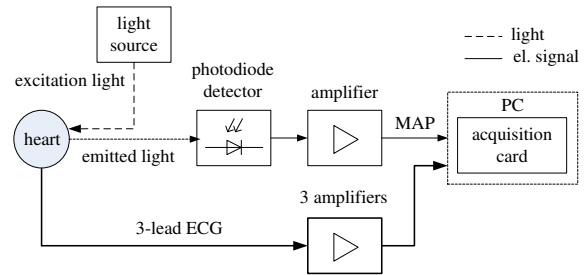 light
source
light
el. signal
excitation light
photodiode
detector
amplifier
PC
MAP
acquisition
card
heart
emitted light
3 amplifiers
3-lead ECG